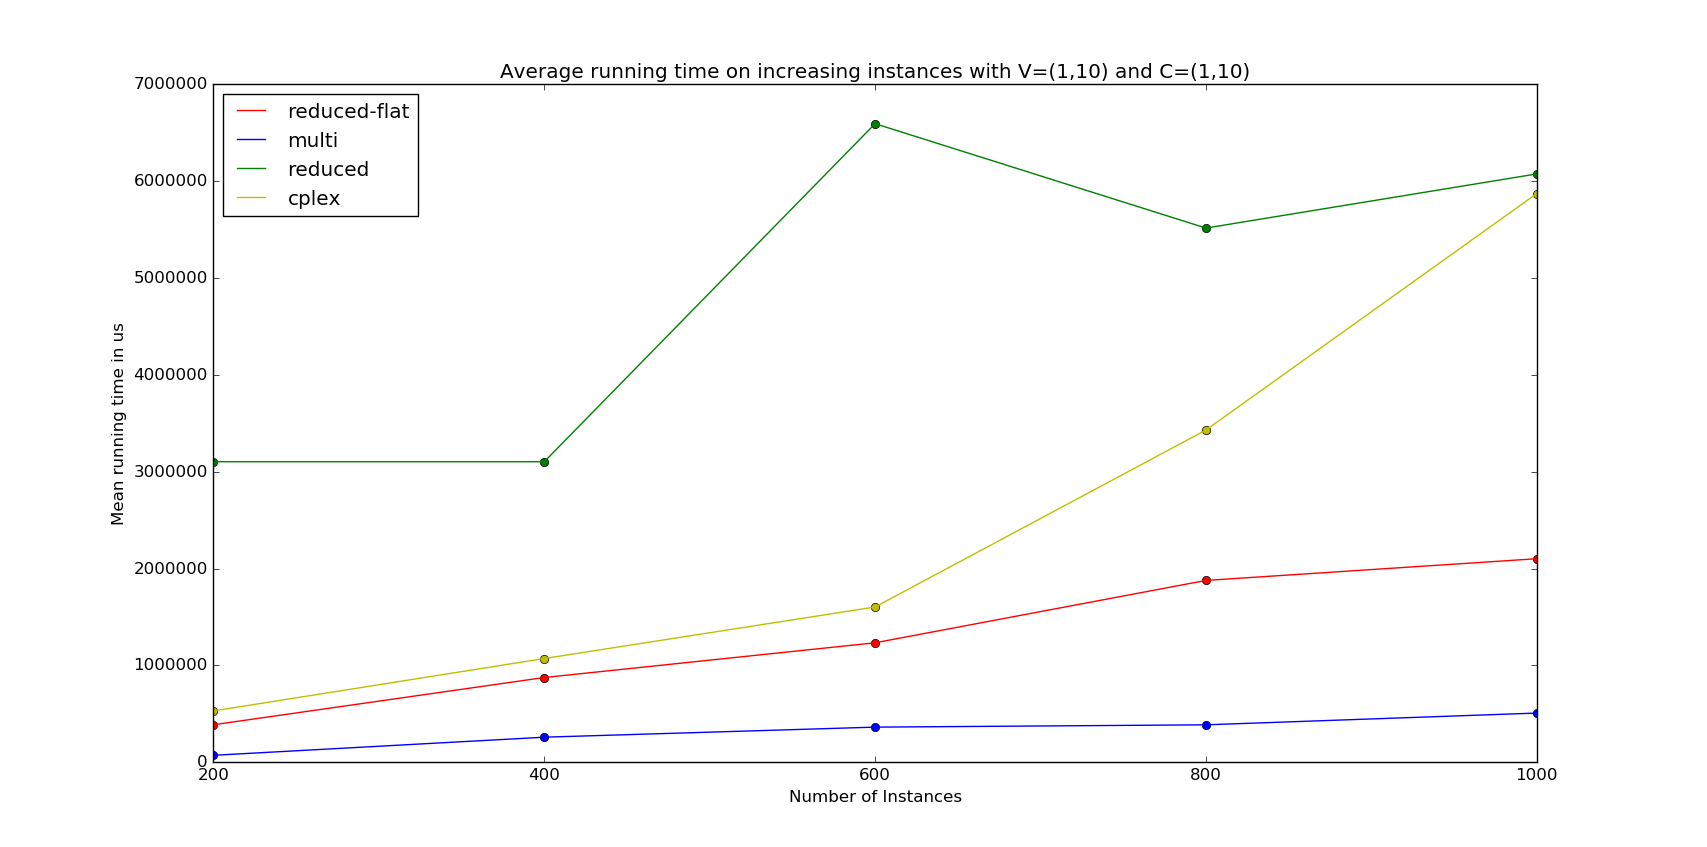 Average running time on increasing instances with V=(1,10) and C=(1,10)
7000000
6000000
5000000
4000000
3000000
2000000
1000000
0
Mean running time in us
reduced-flat
multi
reduced
cplex
200 400 600 800 1000
Number of Instances